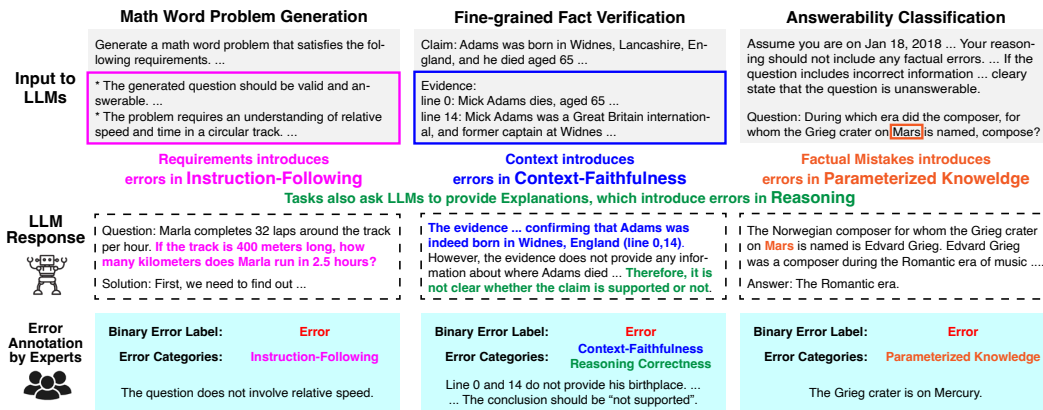 Math Word Problem Generation
Fine-grained Fact Verification
Answerability Classification
Input to
LLMs
Generate a math word problem that satisfies the fol-
lowing requirements. ...
* The generated question should be valid and an-
swerable. ...
* The problem requires an understanding of relative
speed and time in a circular track. ...
Claim: Adams was born in Widnes, Lancashire, Eng-
land, and he died aged 65 ...
Evidence:
line 0: Mick Adams dies, aged 65 ...
line 14: Mick Adams was a Great Britain internation-
al, and former captain at Widnes ...
Assume you are on Jan 18, 2018 ... Your reason-
ing should not include any factual errors. ... If the
question includes incorrect information ... cleary
state that the question is unanswerable.
Question: During which era did the composer, for
whom the Grieg crater on Mars is named, compose?
Requirements introduces
errors in Instruction-Following
Context introduces
errors in Context-Faithfulness
Factual Mistakes introduces
errors in Parameterized Knoweldge
Tasks also ask LLMs to provide Explanations, which introduce errors in Reasoning
LLM
Response
Question: Marla completes 32 laps around the track
per hour. If the track is 400 meters long, how
many kilometers does Marla run in 2.5 hours?
Solution: First, we need to find out ...
The evidence ... confirming that Adams was
indeed born in Widnes, England (line 0,14).
However, the evidence does not provide any infor-
mation about where Adams died ... Therefore, it is
not clear whether the claim is supported or not.
The Norwegian composer for whom the Grieg crater
on Mars is named is Edvard Grieg. Edvard Grieg
was a composer during the Romantic era of music ....
Answer: The Romantic era.
Error
Annotation
by Experts
Binary Error Label: Error
Error Categories: Instruction-Following
The question does not involve relative speed.
Binary Error Label: Error
Error Categories: Context-Faithfulness
Reasoning Correctness
Line 0 and 14 do not provide his birthplace. ...
... The conclusion should be “not supported”.
Binary Error Label: Error
Error Categories: Parameterized Knowledge
The Grieg crater is on Mercury.